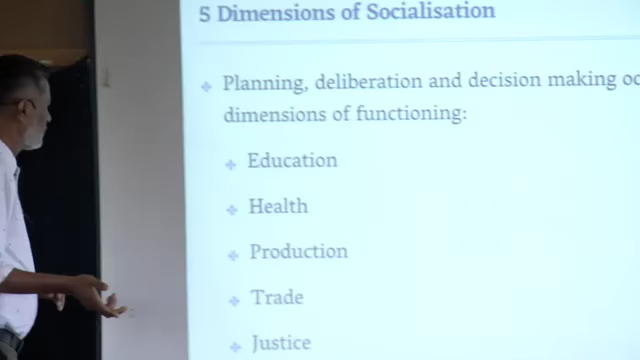 5 Dimensions of Socialisation
Planning, deliberation and decision making
dimensions of functioning:
Education
Health
Production
Trade
Justice